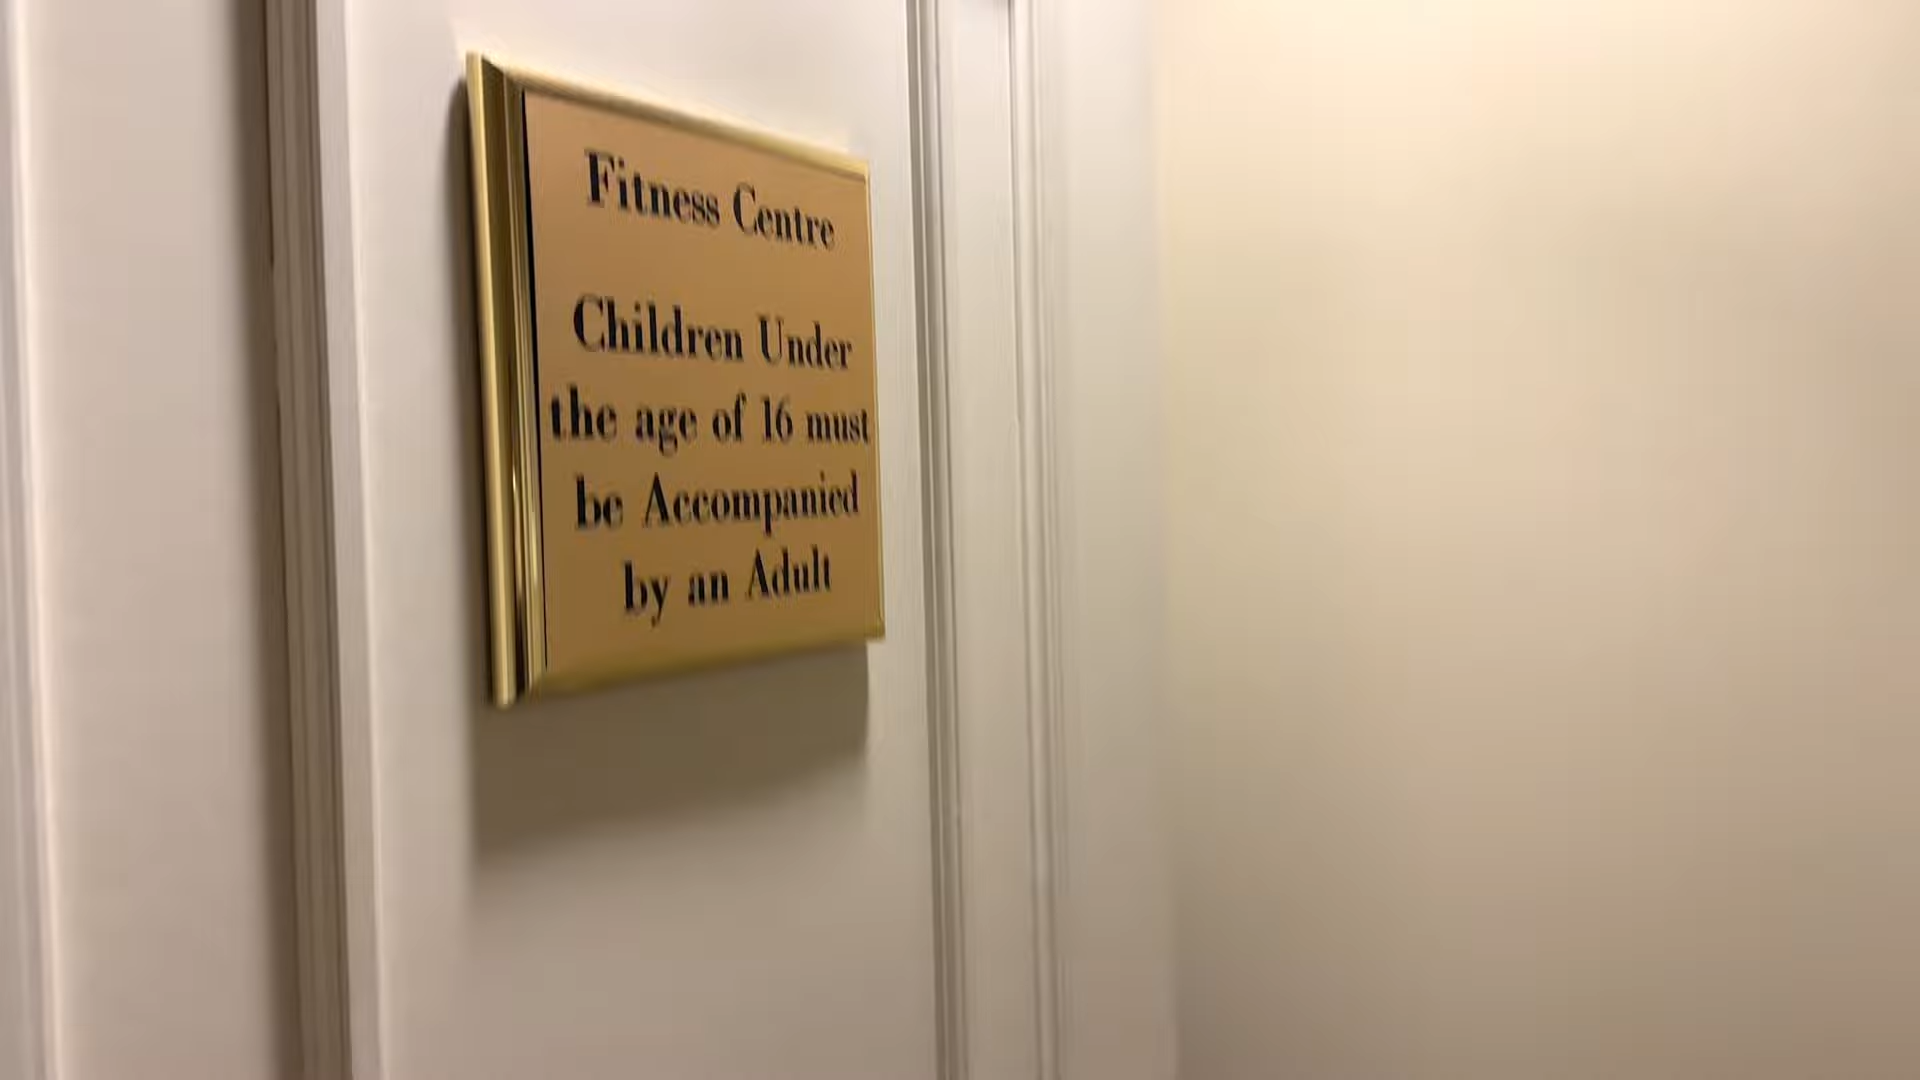 Fitness Centre
Children Under
the age of 16 must
be Accompanied
by an Adult